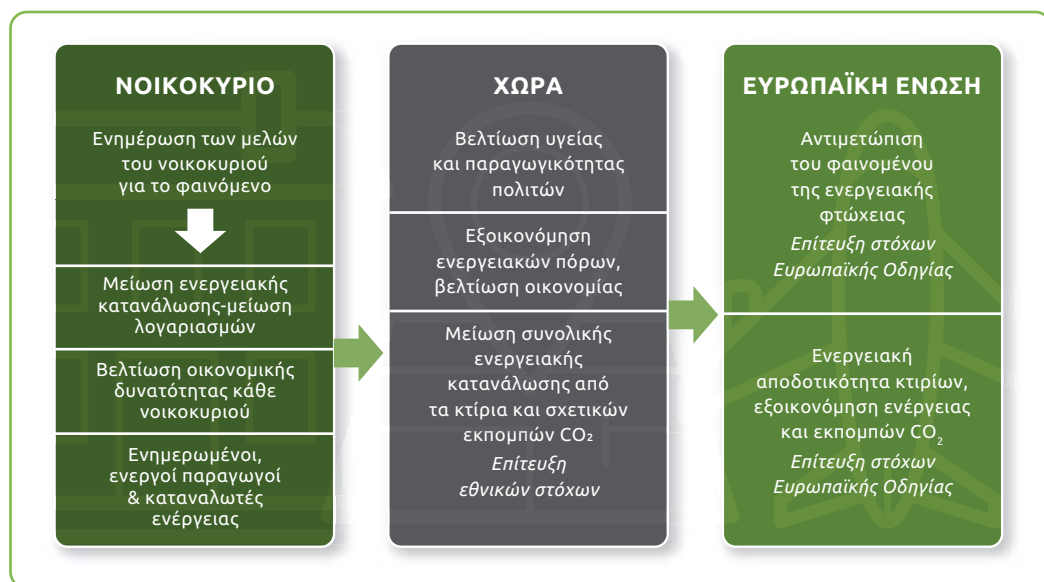 ΝΟΙΚΟΚΥΡΙΟ
Ενημέρωση των μελών
του νοικοκυριού
για το φαινόμενο
Μείωση ενεργειακής
κατανάλωσης-μείωση
λογαριασμών
Βελτίωση οικονομικής
δυνατότητας κάθε
νοικοκυριού
Ενημερωμένοι,
ενεργοί παραγωγοί
& καταναλωτές
ενέργειας
ΧΩΡΑ
Βελτίωση υγείας
και παραγωγικότητας
πολιτών
Εξοικονόμηση
ενεργειακών πόρων,
βελτίωση οικονομίας
Μείωση συνολικής
ενεργειακής
κατανάλωσης από
τα κτίρια και σχετικών
εκπομπών CO₂
Επίτευξη
εθνικών στόχων
ΕΥΡΩΠΑΪΚΗ ΕΝΩΣΗ
Αντιμετώπιση
του φαινομένου
της ενεργειακής
φτώχειας
Επίτευξη στόχων
Ευρωπαϊκής Οδηγίας
Ενεργειακή
αποδοτικότητα κτιρίων,
εξοικονόμηση ενέργειας
και εκπομπών CO₂
Επίτευξη στόχων
Ευρωπαϊκής Οδηγίας